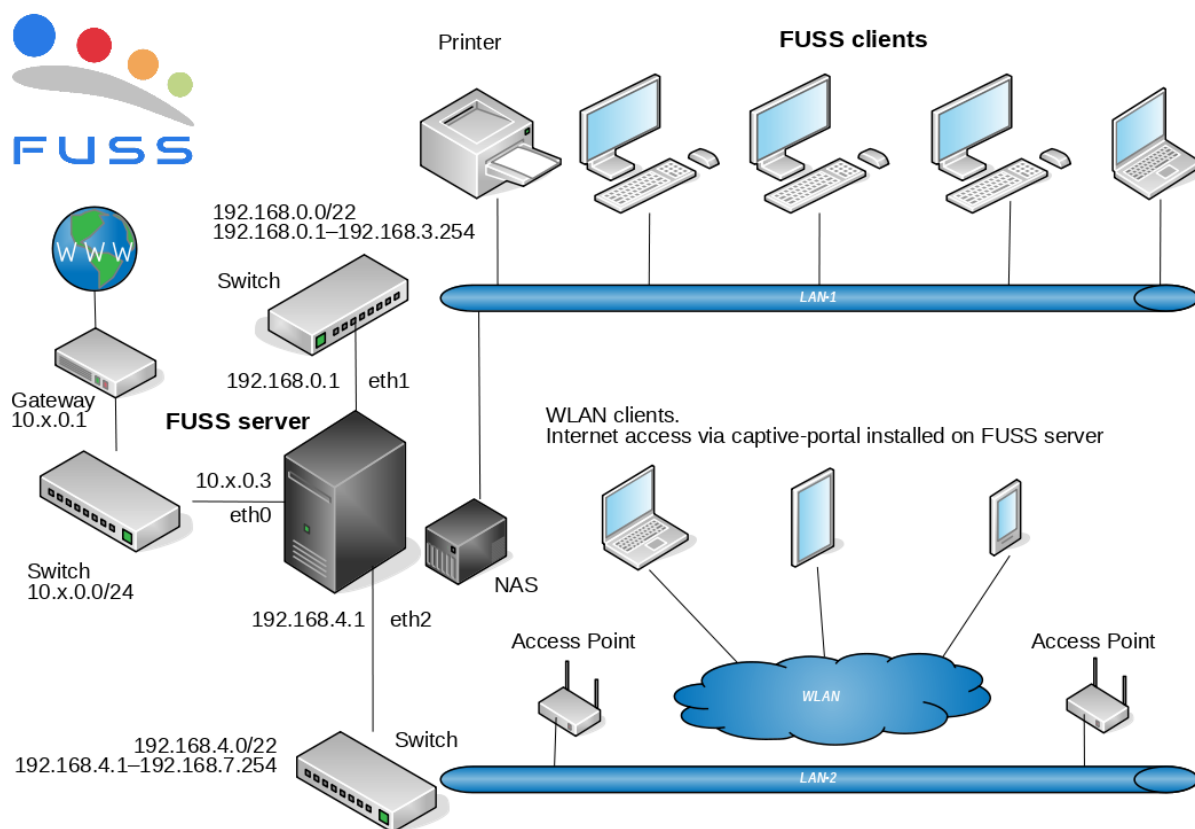 FUSS
Printer
FUSS clients
192.168.0.0/22
192.168.0.1–192.168.3.254
Switch
LAN-1
WWW
192.168.0.1 eth1
Gateway
10.x.0.1
FUSS server
WLAN clients.
Internet access via captive-portal installed on FUSS server
10.x.0.3
eth0
Switch
10.x.0.0/24
NAS
192.168.4.1 eth2
Access Point
Access Point
WLAN
192.168.4.0/22
192.168.4.1–192.168.7.254
Switch
LAN-2